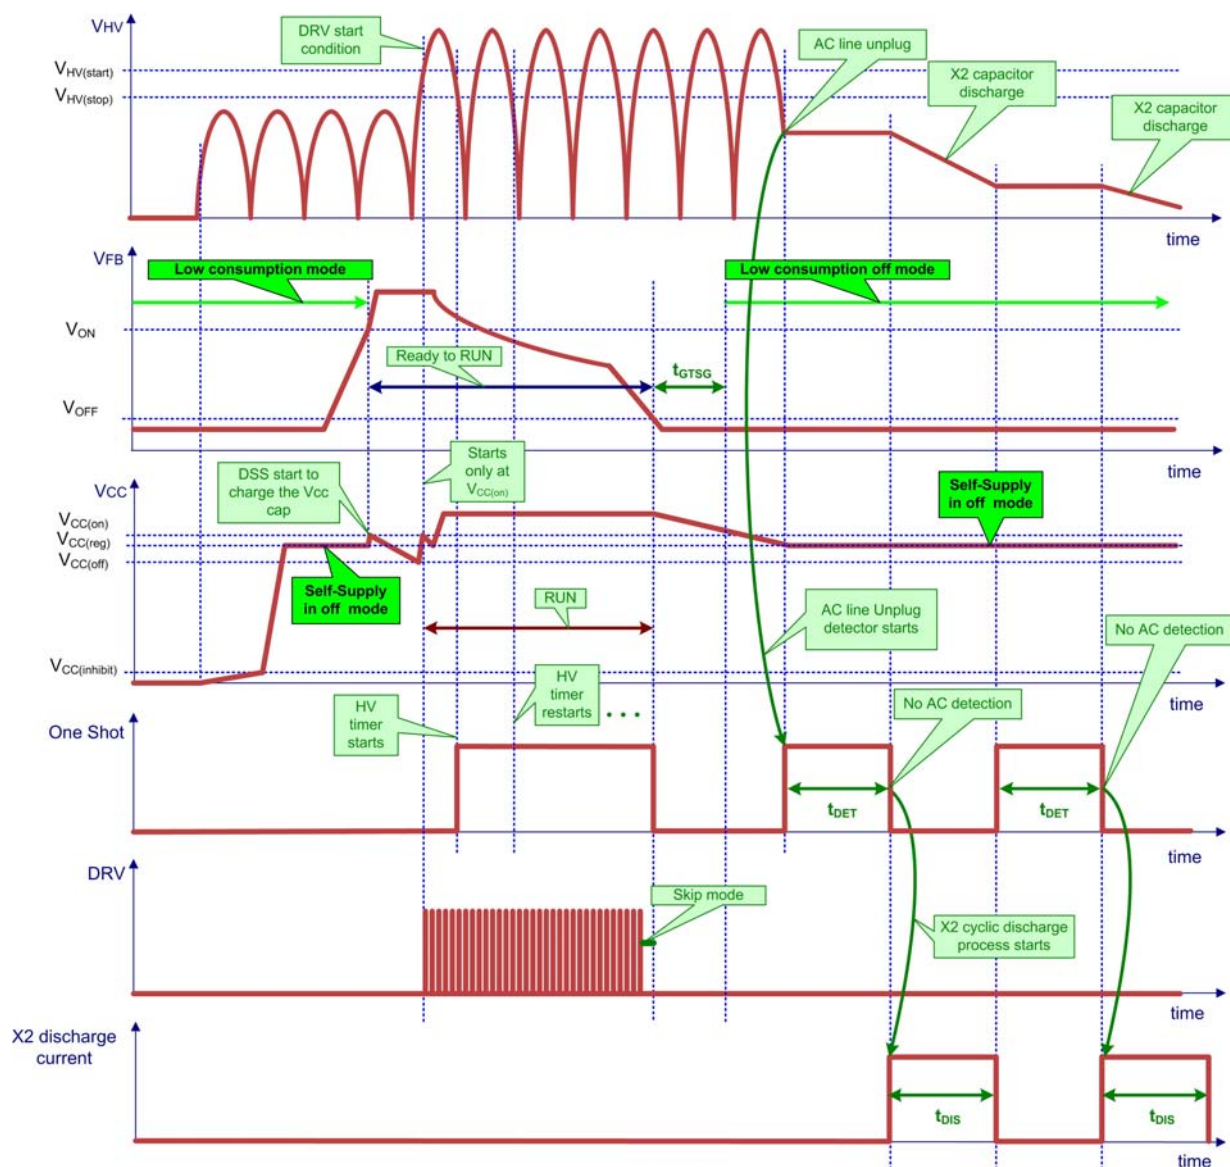 VHV
DRV start
condition
AC line unplug
VHV(start)
VHV(stop)
X2 capacitor
discharge
X2 capacitor
discharge
time
VFB
Low consumption mode
Low consumption off mode
VON
Ready to RUN
tGTSG
VOFF
time
VCC
DSS start to
charge the Vcc
cap
Starts
only at
VCC(on)
Self-Supply
in off mode
VCC(on)
VCC(reg)
VCC(off)
Self-Supply
in off mode
RUN
AC line Unplug
detector starts
No AC detection
VCC(inhibit)
time
One Shot
HV
timer
starts
HV
timer
restarts
. . .
No AC detection
tDET
tDET
time
DRV
Skip mode
X2 cyclic discharge
process starts
time
X2 discharge
current
tDIS
tDIS
time